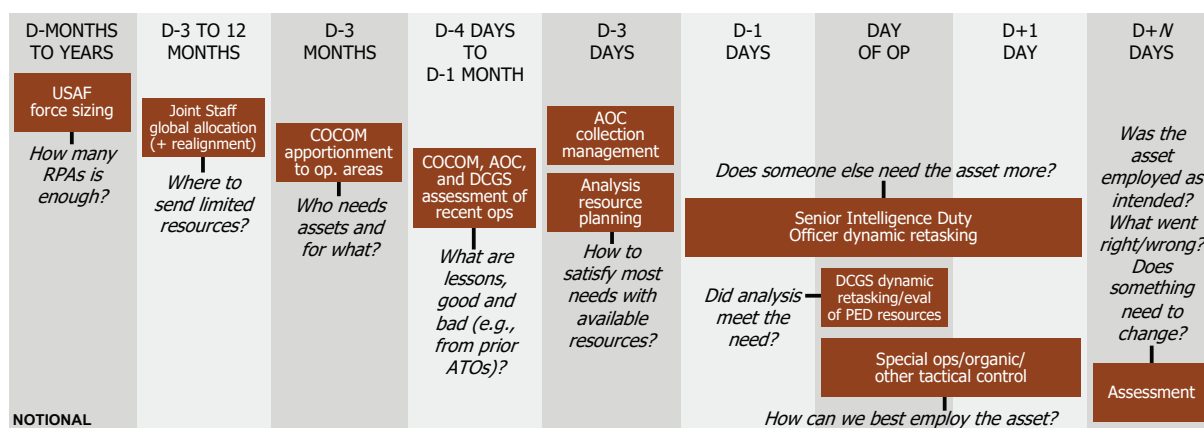 D-MONTHS
TO YEARS
D-3 TO 12
MONTHS
D-3
MONTHS
D-4 DAYS
TO
D-1 MONTH
D-3
DAYS
D-1
DAYS
DAY
OF OP
D+1
DAY
D+N
DAYS
USAF
force sizing
How many
RPAs is
enough?
Joint Staff
global allocation
(+ realignment)
Where to
send limited
resources?
COCOM
apportionment
to op. areas
Who needs
assets and
for what?
COCOM, AOC,
and DCGS
assessment of
recent ops
What are
lessons,
good and
bad (e.g.,
from prior
ATOs)?
AOC
collection
management
Analysis
resource
planning
How to
satisfy most
needs with
available
resources?
Does someone else need the asset more?
Senior Intelligence Duty
Officer dynamic retasking
Did analysis
meet the
need?
DCGS dynamic
retasking/eval
of PED resources
Special ops/organic/
other tactical control
How can we best employ the asset?
Was the
asset
employed as
intended?
What went
right/wrong?
Does
something
need to
change?
Assessment
NOTIONAL